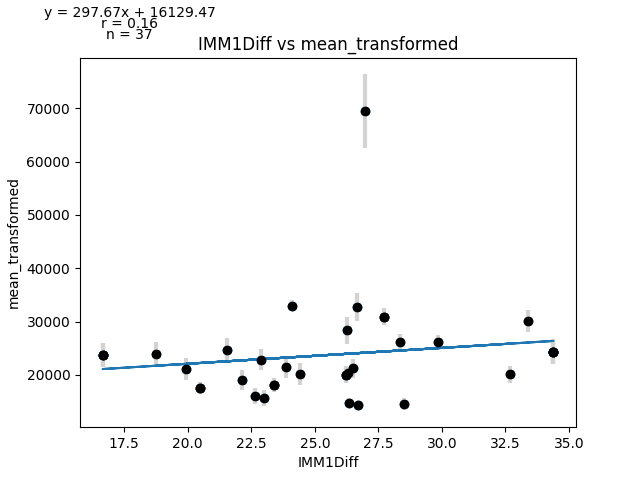 y = 297.67x + 16129.47
r = 0.16
n = 37
IMM1Diff vs mean_transformed
70000
60000
50000
40000
30000
20000
mean_transformed
17.5 20.0 22.5 25.0 27.5 30.0 32.5 35.0
IMM1Diff